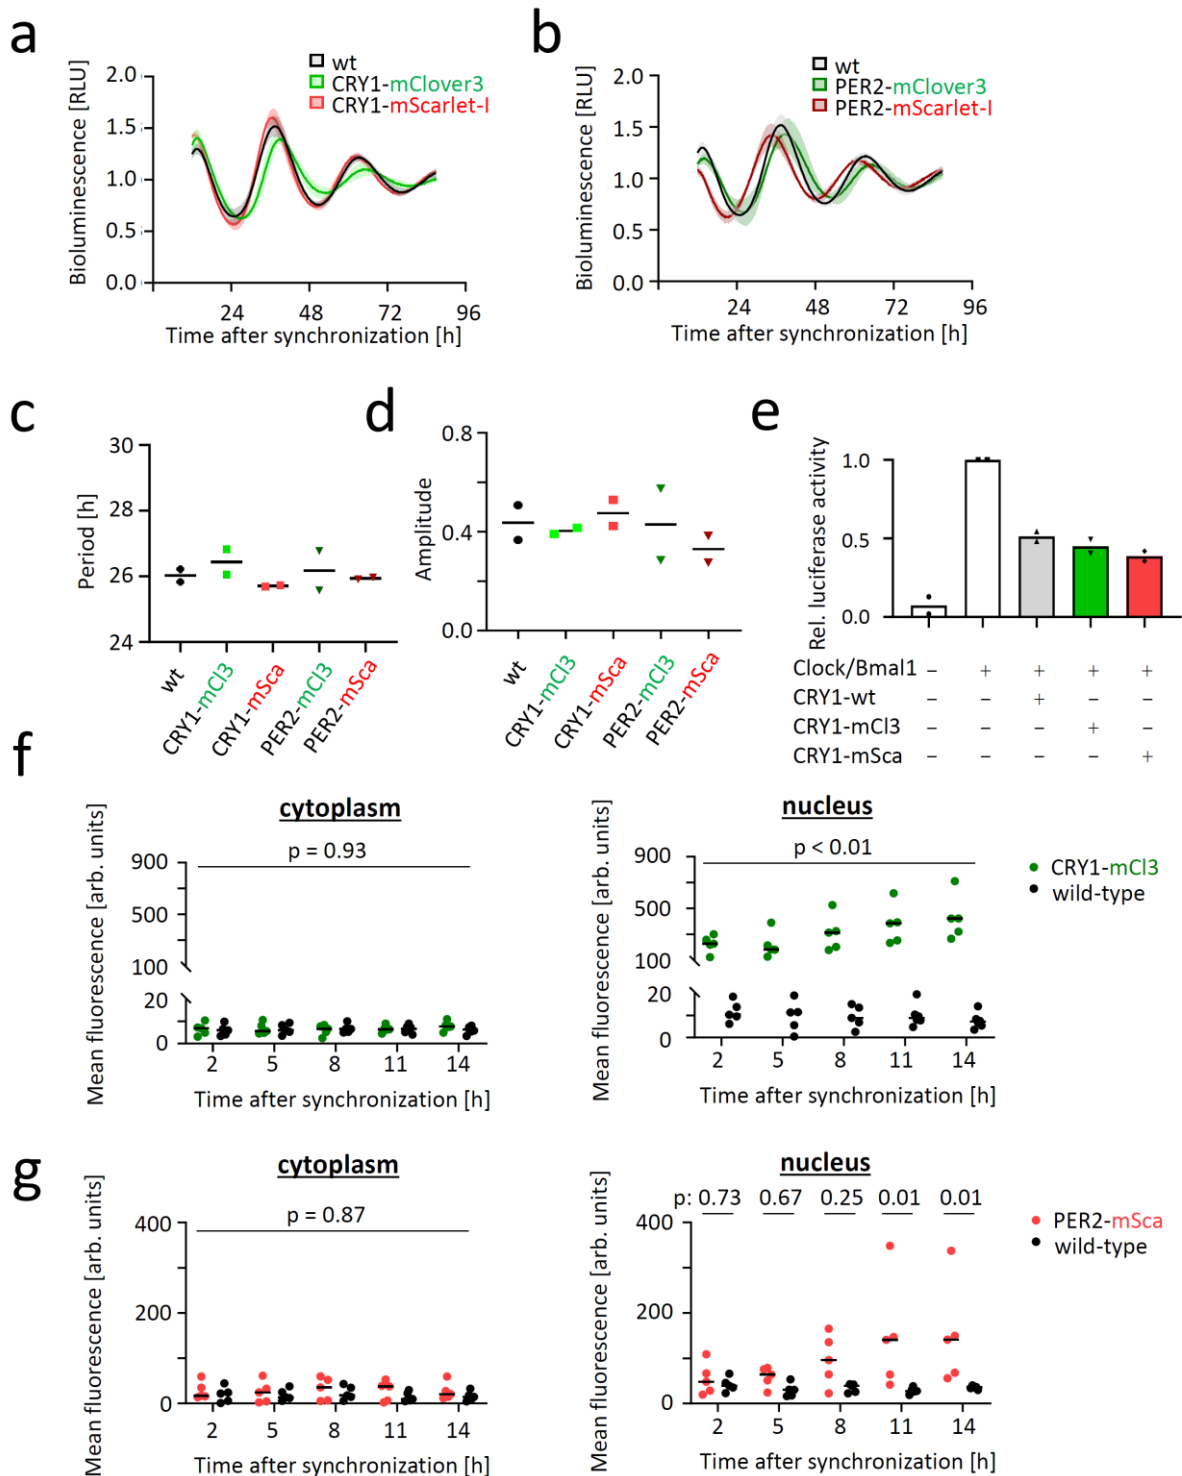 a
wt
CRY1-mClover3
CRY1-mScarlet-I
Bioluminescence [RLU]
2.0
1.5
1.0
0.5
0.0
24 48 72 96
Time after synchronization [h]
b
wt
PER2-mClover3
PER2-mScarlet-I
Bioluminescence [RLU]
2.0
1.5
1.0
0.5
0.0
24 48 72 96
Time after synchronization [h]
c
Period [h]
30
28
26
24
wt
CRY1-mCl3
CRY1-mSca
PER2-mCl3
PER2-mSca
d
Amplitude
0.8
0.4
0.0
wt
CRY1-mCl3
CRY1-mSca
PER2-mCl3
PER2-mSca
e
Rel. luciferase activity
1.0
0.5
0.0
Clock/Bmal1 – + + + +
CRY1-wt – – + – –
CRY1-mCl3 – – – + –
CRY1-mSca – – – – +
f
cytoplasm
p = 0.93
Mean fluorescence [arb. units]
900
500
100
20
0
2 5 8 11 14
Time after synchronization [h]
nucleus
p < 0.01
Mean fluorescence [arb. units]
900
500
100
20
0
2 5 8 11 14
Time after synchronization [h]
CRY1-mCl3
wild-type
g
cytoplasm
p = 0.87
Mean fluorescence [arb. units]
400
200
0
2 5 8 11 14
Time after synchronization [h]
nucleus
p: 0.73 0.67 0.25 0.01 0.01
Mean fluorescence [arb. units]
400
200
0
2 5 8 11 14
Time after synchronization [h]
PER2-mSca
wild-type